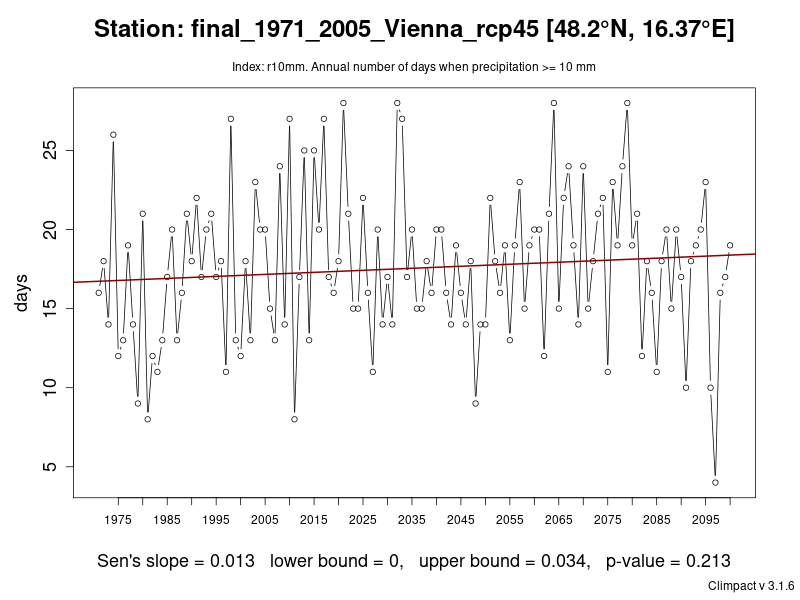 Station: final_1971_2005_Vienna_rcp45 [48.2°N, 16.37°E]
Index: r10mm. Annual number of days when precipitation >= 10 mm
25
20
15
10
5
days
1975 1985 1995 2005 2015 2025 2035 2045 2055 2065 2075 2085 2095
Sen's slope = 0.013 lower bound = 0, upper bound = 0.034, p-value = 0.213
Climpact v 3.1.6